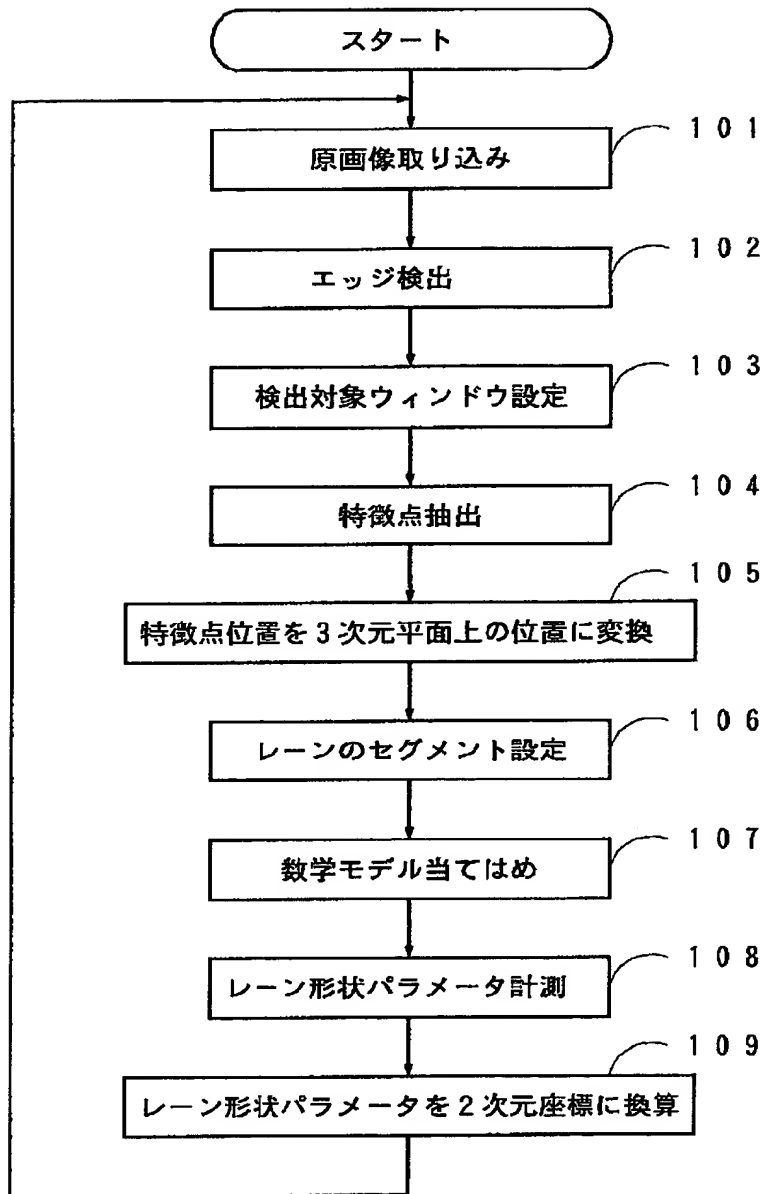 スタート
原画像取り込み
101
エッジ検出
102
検出対象ウィンドウ設定
103
特徴点抽出
104
特徴点位置を3次元平面上の位置に変換
105
レーンのセグメント設定
106
数学モデル当てはめ
107
レーン形状パラメータ計測
108
レーン形状パラメータを2次元座標に換算
109